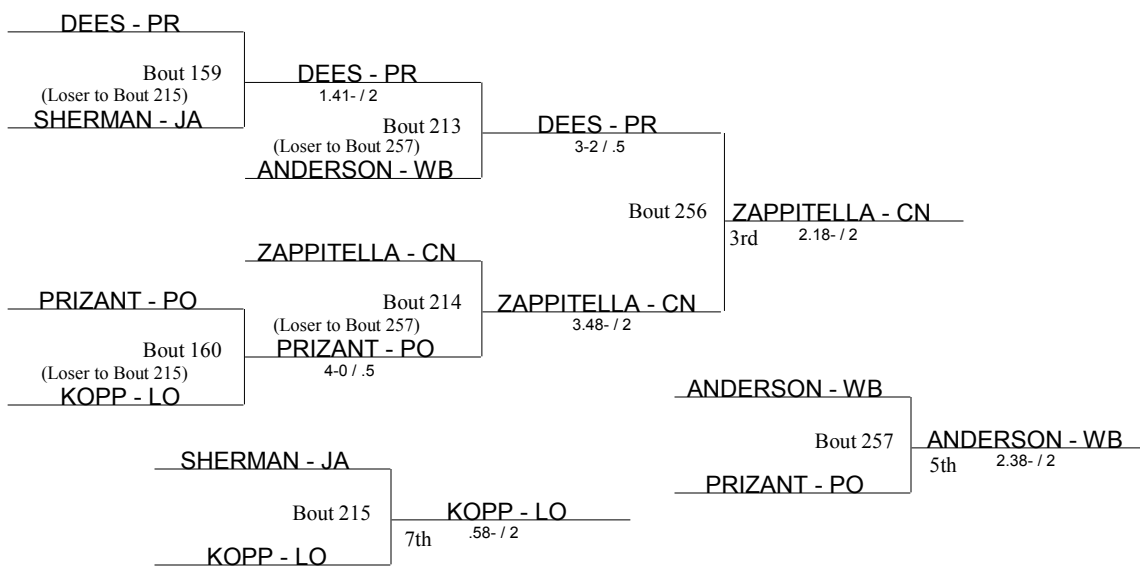 DEES - PR
Bout 159
(Loser to Bout 215)
SHERMAN - JA
DEES - PR
1.41- / 2
Bout 213
(Loser to Bout 257)
ANDERSON - WB
DEES - PR
3-2 / .5
Bout 256
ZAPPITELLA - CN
3rd 2.18- / 2
ZAPPITELLA - CN
Bout 214
(Loser to Bout 257)
PRIZANT - PO
4-0 / .5
ZAPPITELLA - CN
3.48- / 2
PRIZANT - PO
Bout 160
(Loser to Bout 215)
KOPP - LO
ANDERSON - WB
Bout 257
PRIZANT - PO
ANDERSON - WB
5th 2.38- / 2
SHERMAN - JA
Bout 215
KOPP - LO
KOPP - LO
7th .58- / 2